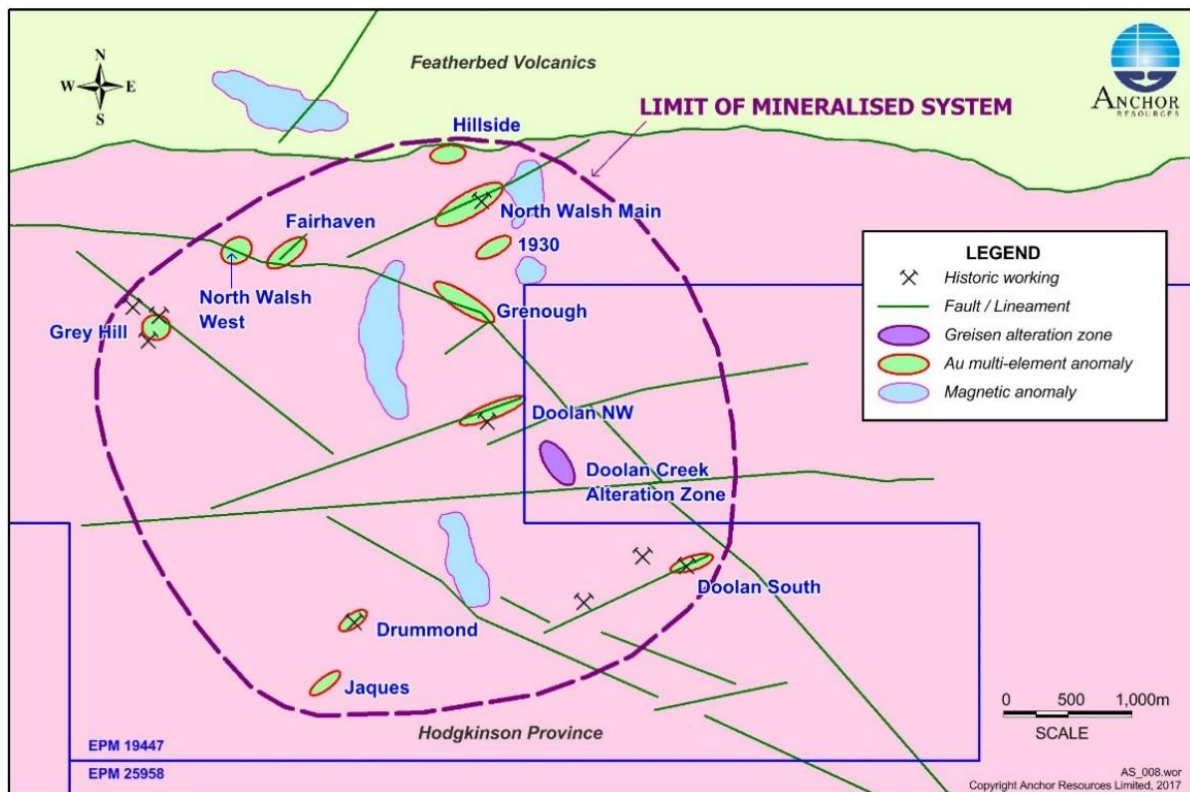 N
W E
S
Featherbed Volcanics
ANCHOR
RESOURCES
LIMIT OF MINERALISED SYSTEM
Hillside
North Walsh Main
Fairhaven
1930
North Walsh
West
Grenough
Grey Hill
Doolan NW
Doolan Creek
Alteration Zone
Doolan South
Drummond
Jaques
Hodgkinson Province
LEGEND
Historic working
Fault / Lineament
Greisen alteration zone
Au multi-element anomaly
Magnetic anomaly
0 500 1,000m
SCALE
EPM 19447
EPM 25958
AS_008.wor
Copyright Anchor Resources Limited, 2017